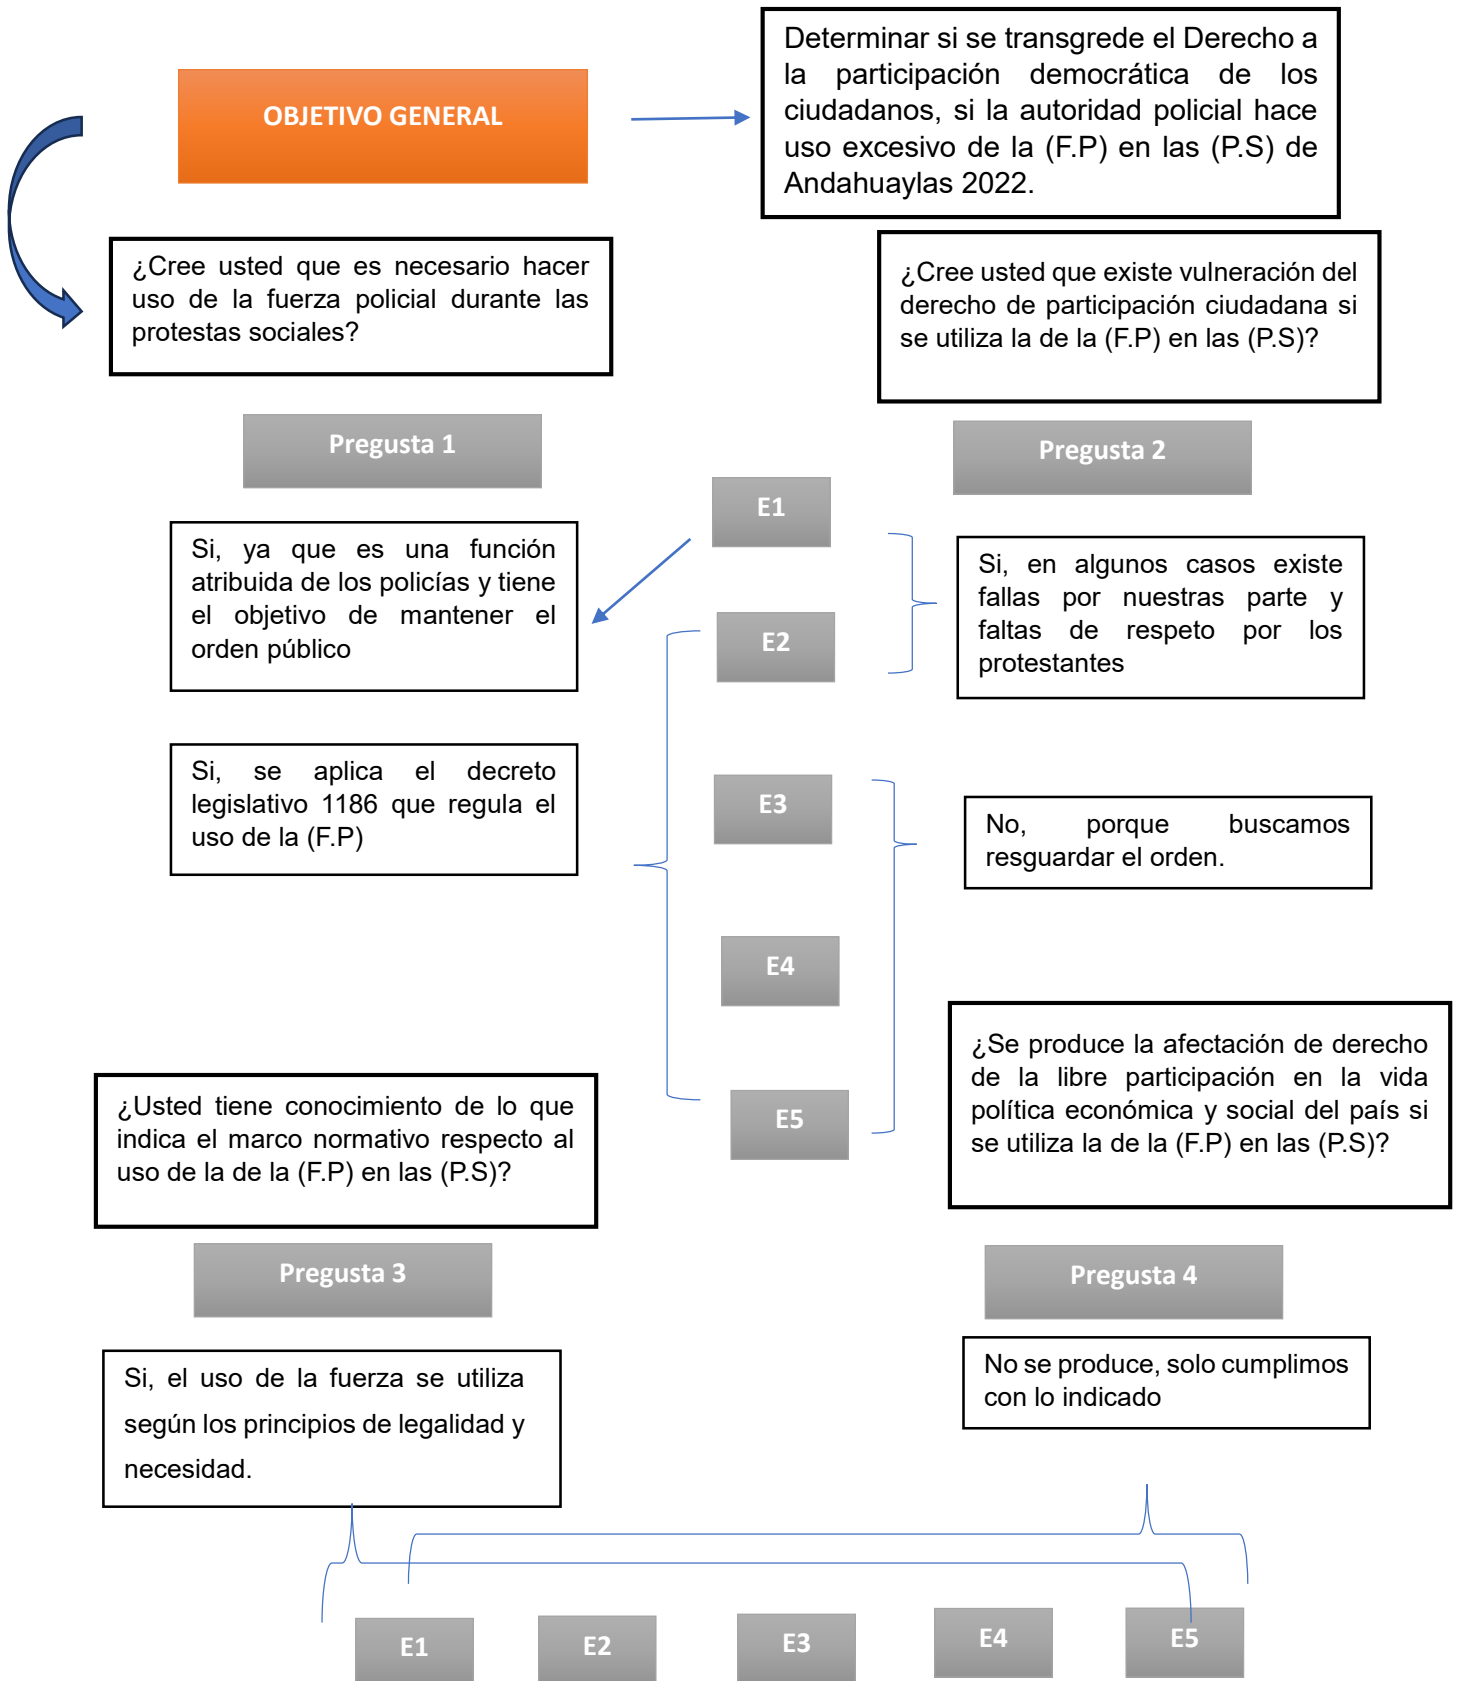 OBJETIVO GENERAL
Determinar si se transgrede el Derecho a
la participación democrática de los
ciudadanos, si la autoridad policial hace
uso excesivo de la (F.P) en las (P.S) de
Andahuaylas 2022.
¿Cree usted que es necesario hacer
uso de la fuerza policial durante las
protestas sociales?
¿Cree usted que existe vulneración del
derecho de participación ciudadana si
se utiliza la de la (F.P) en las (P.S)?
Pregusta 1
Pregusta 2
E1
Si, ya que es una función
atribuida de los policías y tiene
el objetivo de mantener el
orden público
Si, en algunos casos existe
fallas por nuestras parte y
faltas de respeto por los
protestantes
E2
Si, se aplica el decreto
legislativo 1186 que regula el
uso de la (F.P)
E3
No, porque buscamos
resguardar el orden.
E4
¿Se produce la afectación de derecho
de la libre participación en la vida
política económica y social del país si
se utiliza la de la (F.P) en las (P.S)?
¿Usted tiene conocimiento de lo que
indica el marco normativo respecto al
uso de la de la (F.P) en las (P.S)?
E5
Pregusta 3
Pregusta 4
Si, el uso de la fuerza se utiliza
según los principios de legalidad y
necesidad.
No se produce, solo cumplimos
con lo indicado
E1
E2
E3
E4
E5